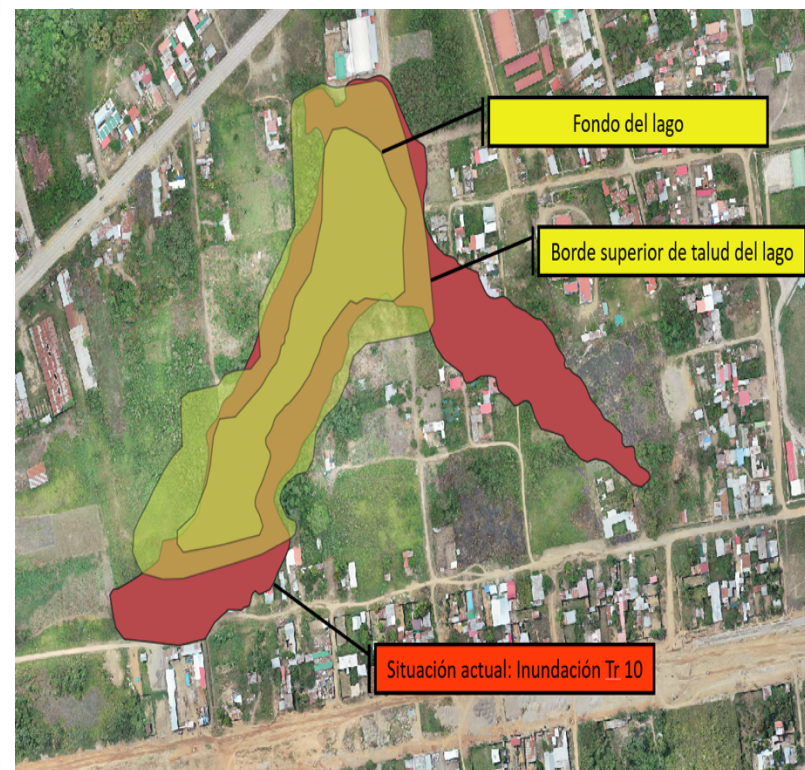 Fondo del lago
Borde superior de talud del lago
Situación actual: Inundación Tr 10